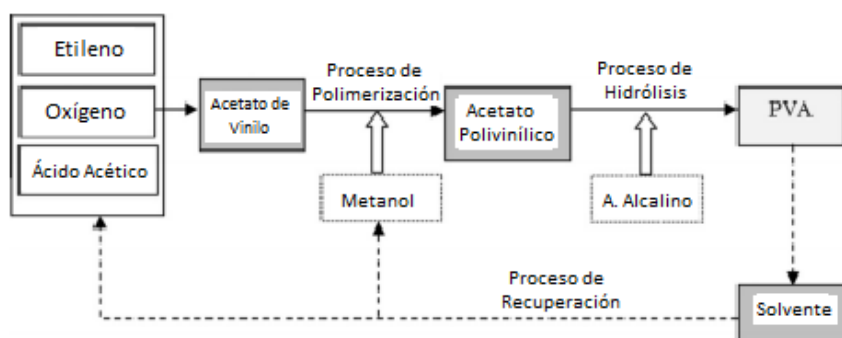 Etileno
Oxígeno
Ácido Acético
Acetato de
Vinilo
Proceso de
Polimerización
Metanol
Acetato
Polivinílico
Proceso de
Hidrólisis
A. Alcalino
PVA
Proceso de
Recuperación
Solvente